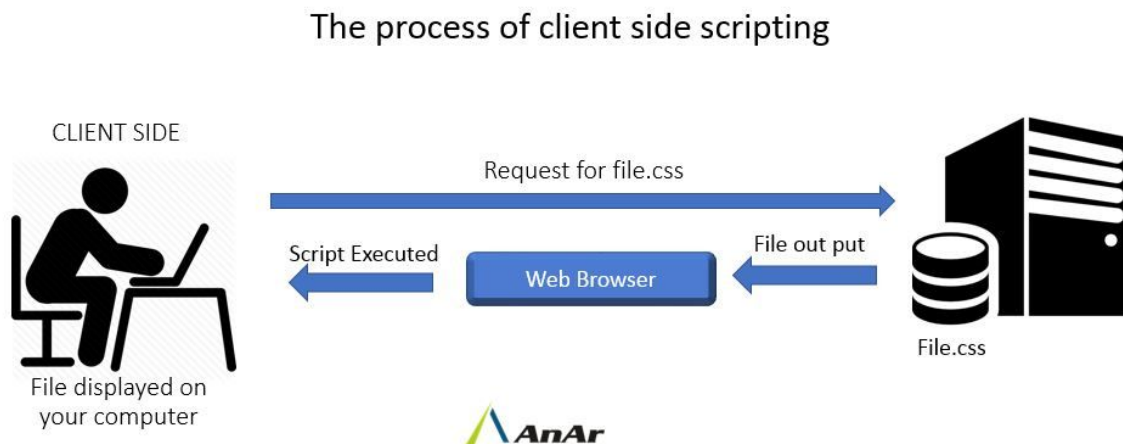 The process of client side scripting
CLIENT SIDE
Request for file.css
Script Executed
Web Browser
File out put
File.css
File displayed on
your computer
AnAr